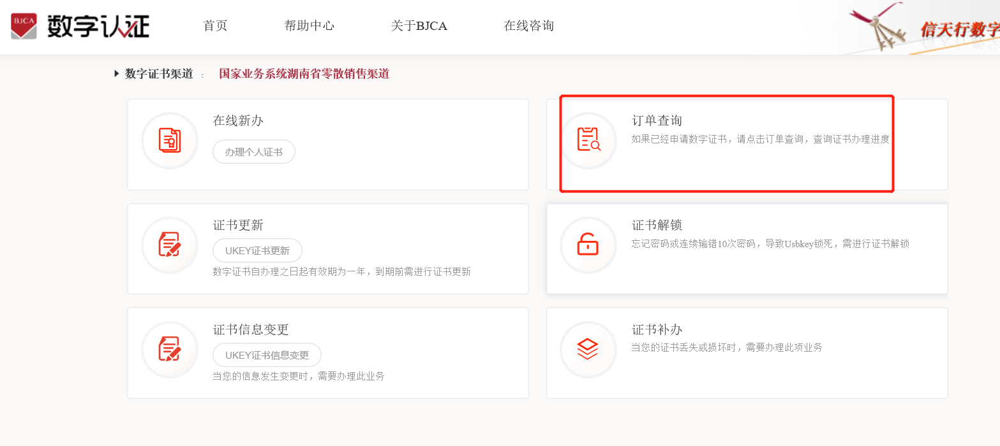 BJCA 数字认证 首页 帮助中心 关于BJCA 在线咨询 信天行数字
数字证书渠道 : 国家业务系统湖南省零散销售渠道
在线新办
办理个人证书
订单查询
如果已经申请数字证书，请点击订单查询，查询证书办理进度
证书更新
UKEY证书更新
数字证书自办理之日起有效期为一年，到期前需进行证书更新
证书解锁
忘记密码或连续输错10次密码，导致Usbkey锁死，需进行证书解锁
证书信息变更
UKEY证书信息变更
当您的信息发生变更时，需要办理此业务
证书补办
当您的证书丢失或损坏时，需要办理此项业务